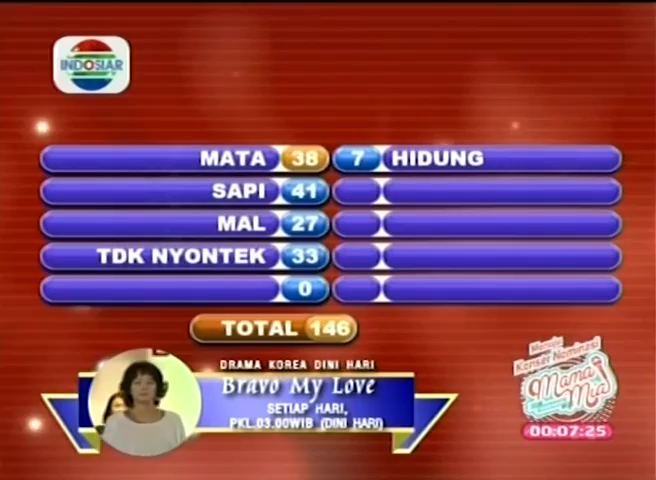 INDOSIAR
MATA 38 7 HIDUNG
SAPI 41
MAL 27
TDK NYONTEK 33
0
TOTAL 146
DRAMA KOREA DINI HARI
Bravo My Love
SETIAP HARI,
PKL.03.00WIB (DINI HARI)
Menuju
Konser Nominasi
Mama Mia
00:07:25